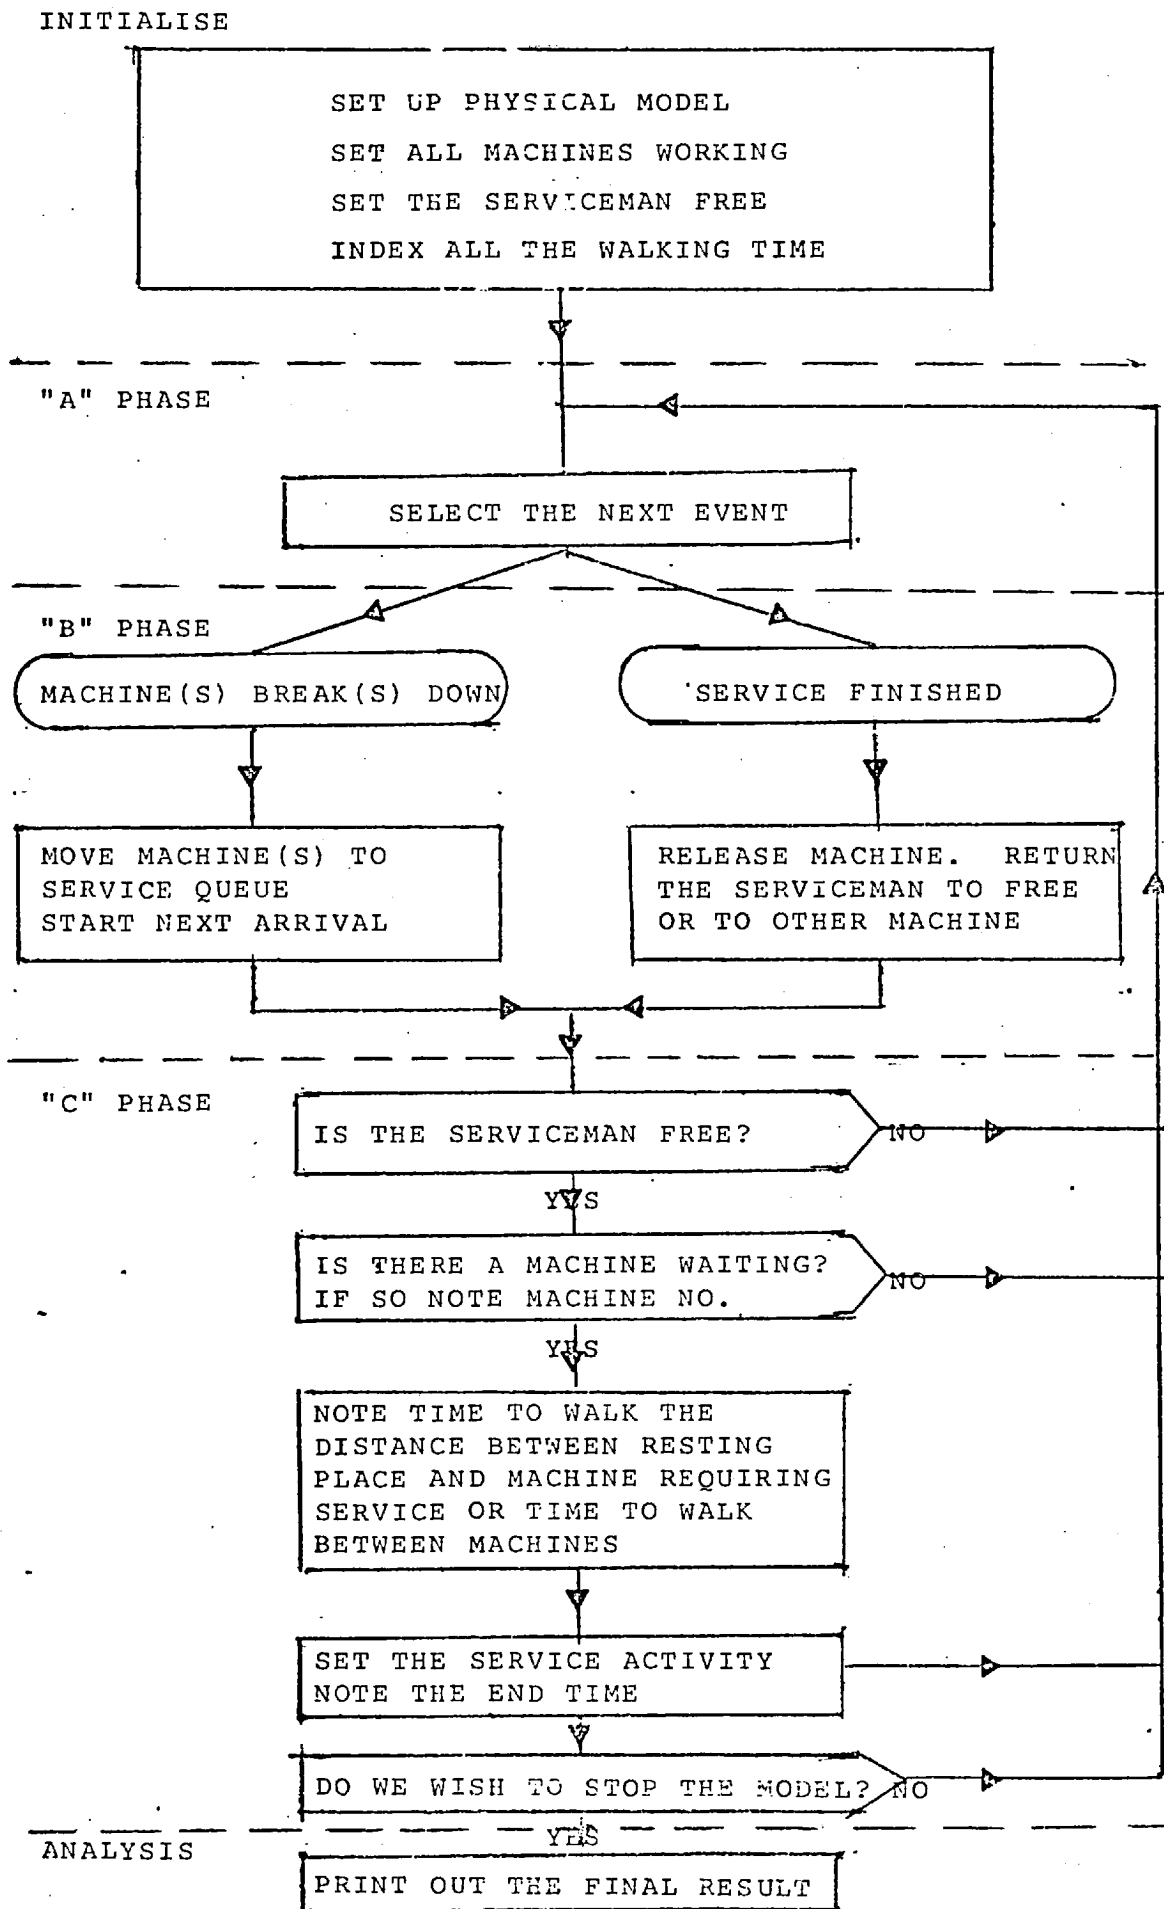 INITIALISE
SET UP PHYSICAL MODEL
SET ALL MACHINES WORKING
SET THE SERVICEMAN FREE
INDEX ALL THE WALKING TIME
"A" PHASE
SELECT THE NEXT EVENT
"B" PHASE
MACHINE(S) BREAK(S) DOWN
SERVICE FINISHED
MOVE MACHINE(S) TO
SERVICE QUEUE
START NEXT ARRIVAL
RELEASE MACHINE. RETURN
THE SERVICEMAN TO FREE
OR TO OTHER MACHINE
"C" PHASE
IS THE SERVICEMAN FREE?
NO
YES
IS THERE A MACHINE WAITING?
IF SO NOTE MACHINE NO.
NO
YES
NOTE TIME TO WALK THE
DISTANCE BETWEEN RESTING
PLACE AND MACHINE REQUIRING
SERVICE OR TIME TO WALK
BETWEEN MACHINES
SET THE SERVICE ACTIVITY
NOTE THE END TIME
DO WE WISH TO STOP THE MODEL? NO
YES
ANALYSIS
PRINT OUT THE FINAL RESULT